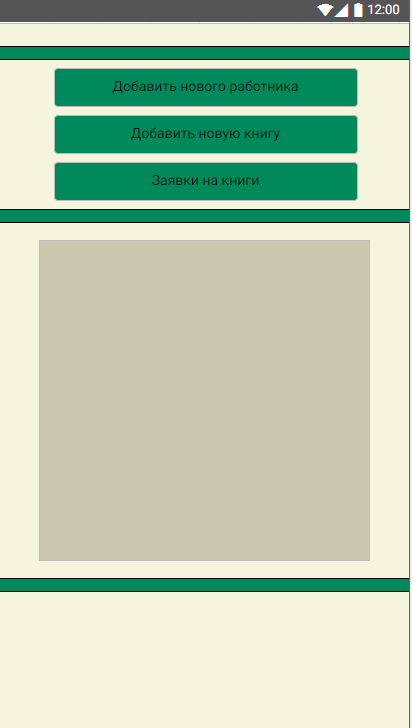 12:00
Добавить нового работника
Добавить новую книгу
Заявки на книги